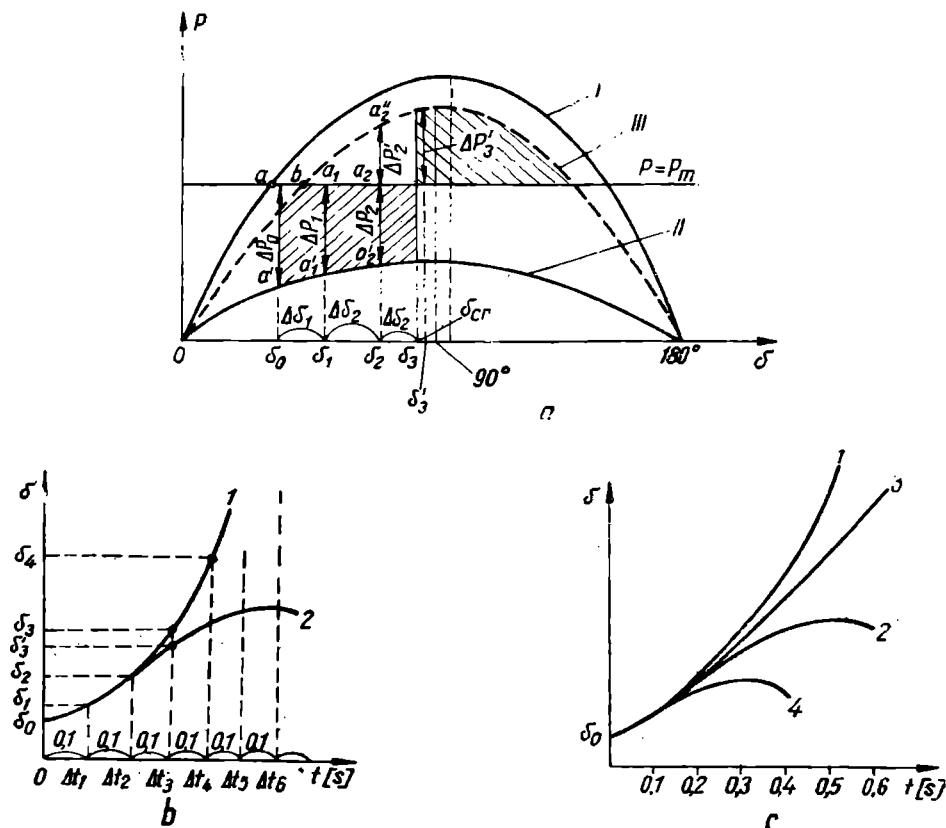 P
I
III
a
b
a₁
a₂
a₂"
ΔP₂'
ΔP₃'
P=Pm
ΔP₀
ΔP₁
ΔP₂
II
a'
a₁'
a₂'
Δδ₁
Δδ₂
Δδ₂
δcr
0
δ₀
δ₁
δ₂
δ₃
δ₃'
90°
180°
δ
a
δ
1
δ₄
δ₃
δ₃'
δ₂
δ₁
δ₀
2
0,1 0,1 0,1 0,1 0,1 0,1
0 Δt₁ Δt₂ Δt₃ Δt₄ Δt₅ Δt₆ t[s]
b
δ
1
3
2
4
δ₀
0,1 0,2 0,3 0,4 0,5 0,6 t[s]
c